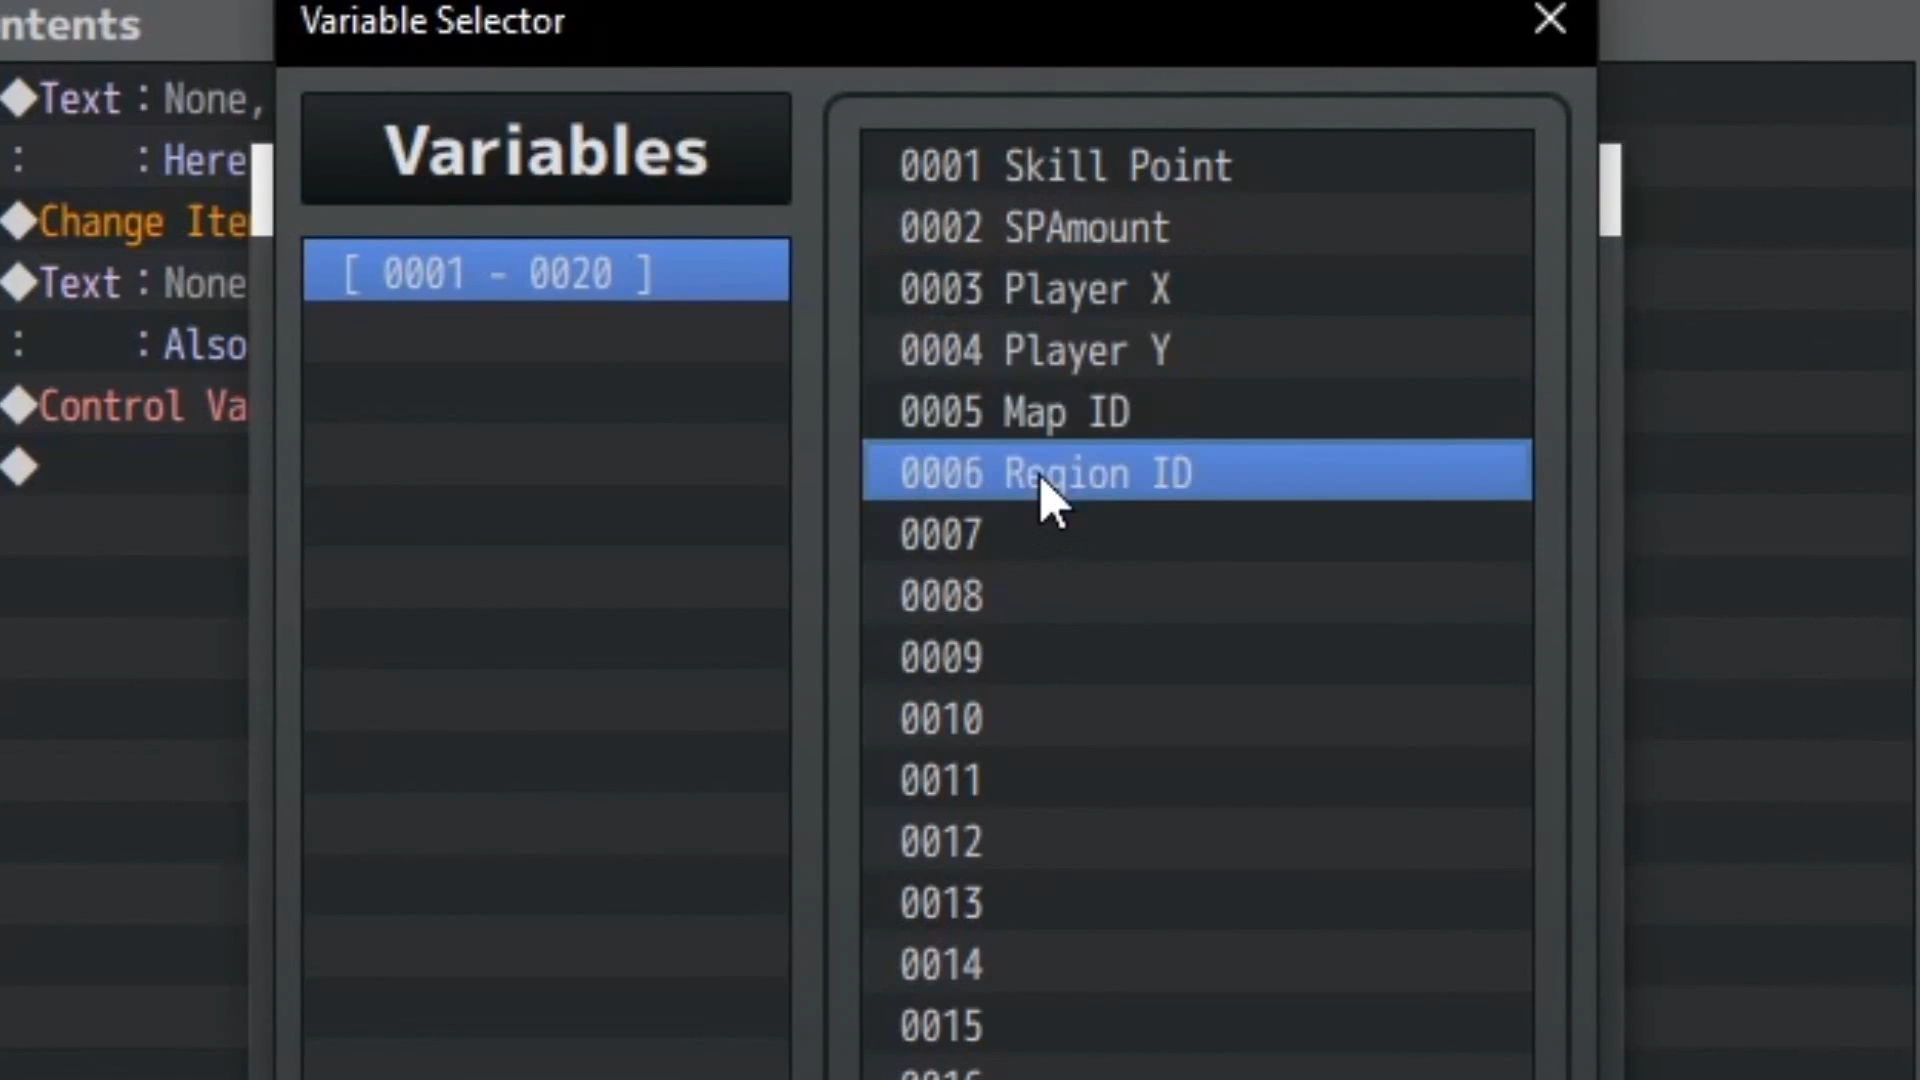 Variable Selector
ntents
◆Text : None,
: : Here
◆Change Ite
◆Text : None
: : Also
◆Control Va
◆
Variables
[ 0001 - 0020 ]
0001 Skill Point
0002 SPAmount
0003 Player X
0004 Player Y
0005 Map ID
0006 Region ID
0007
0008
0009
0010
0011
0012
0013
0014
0015